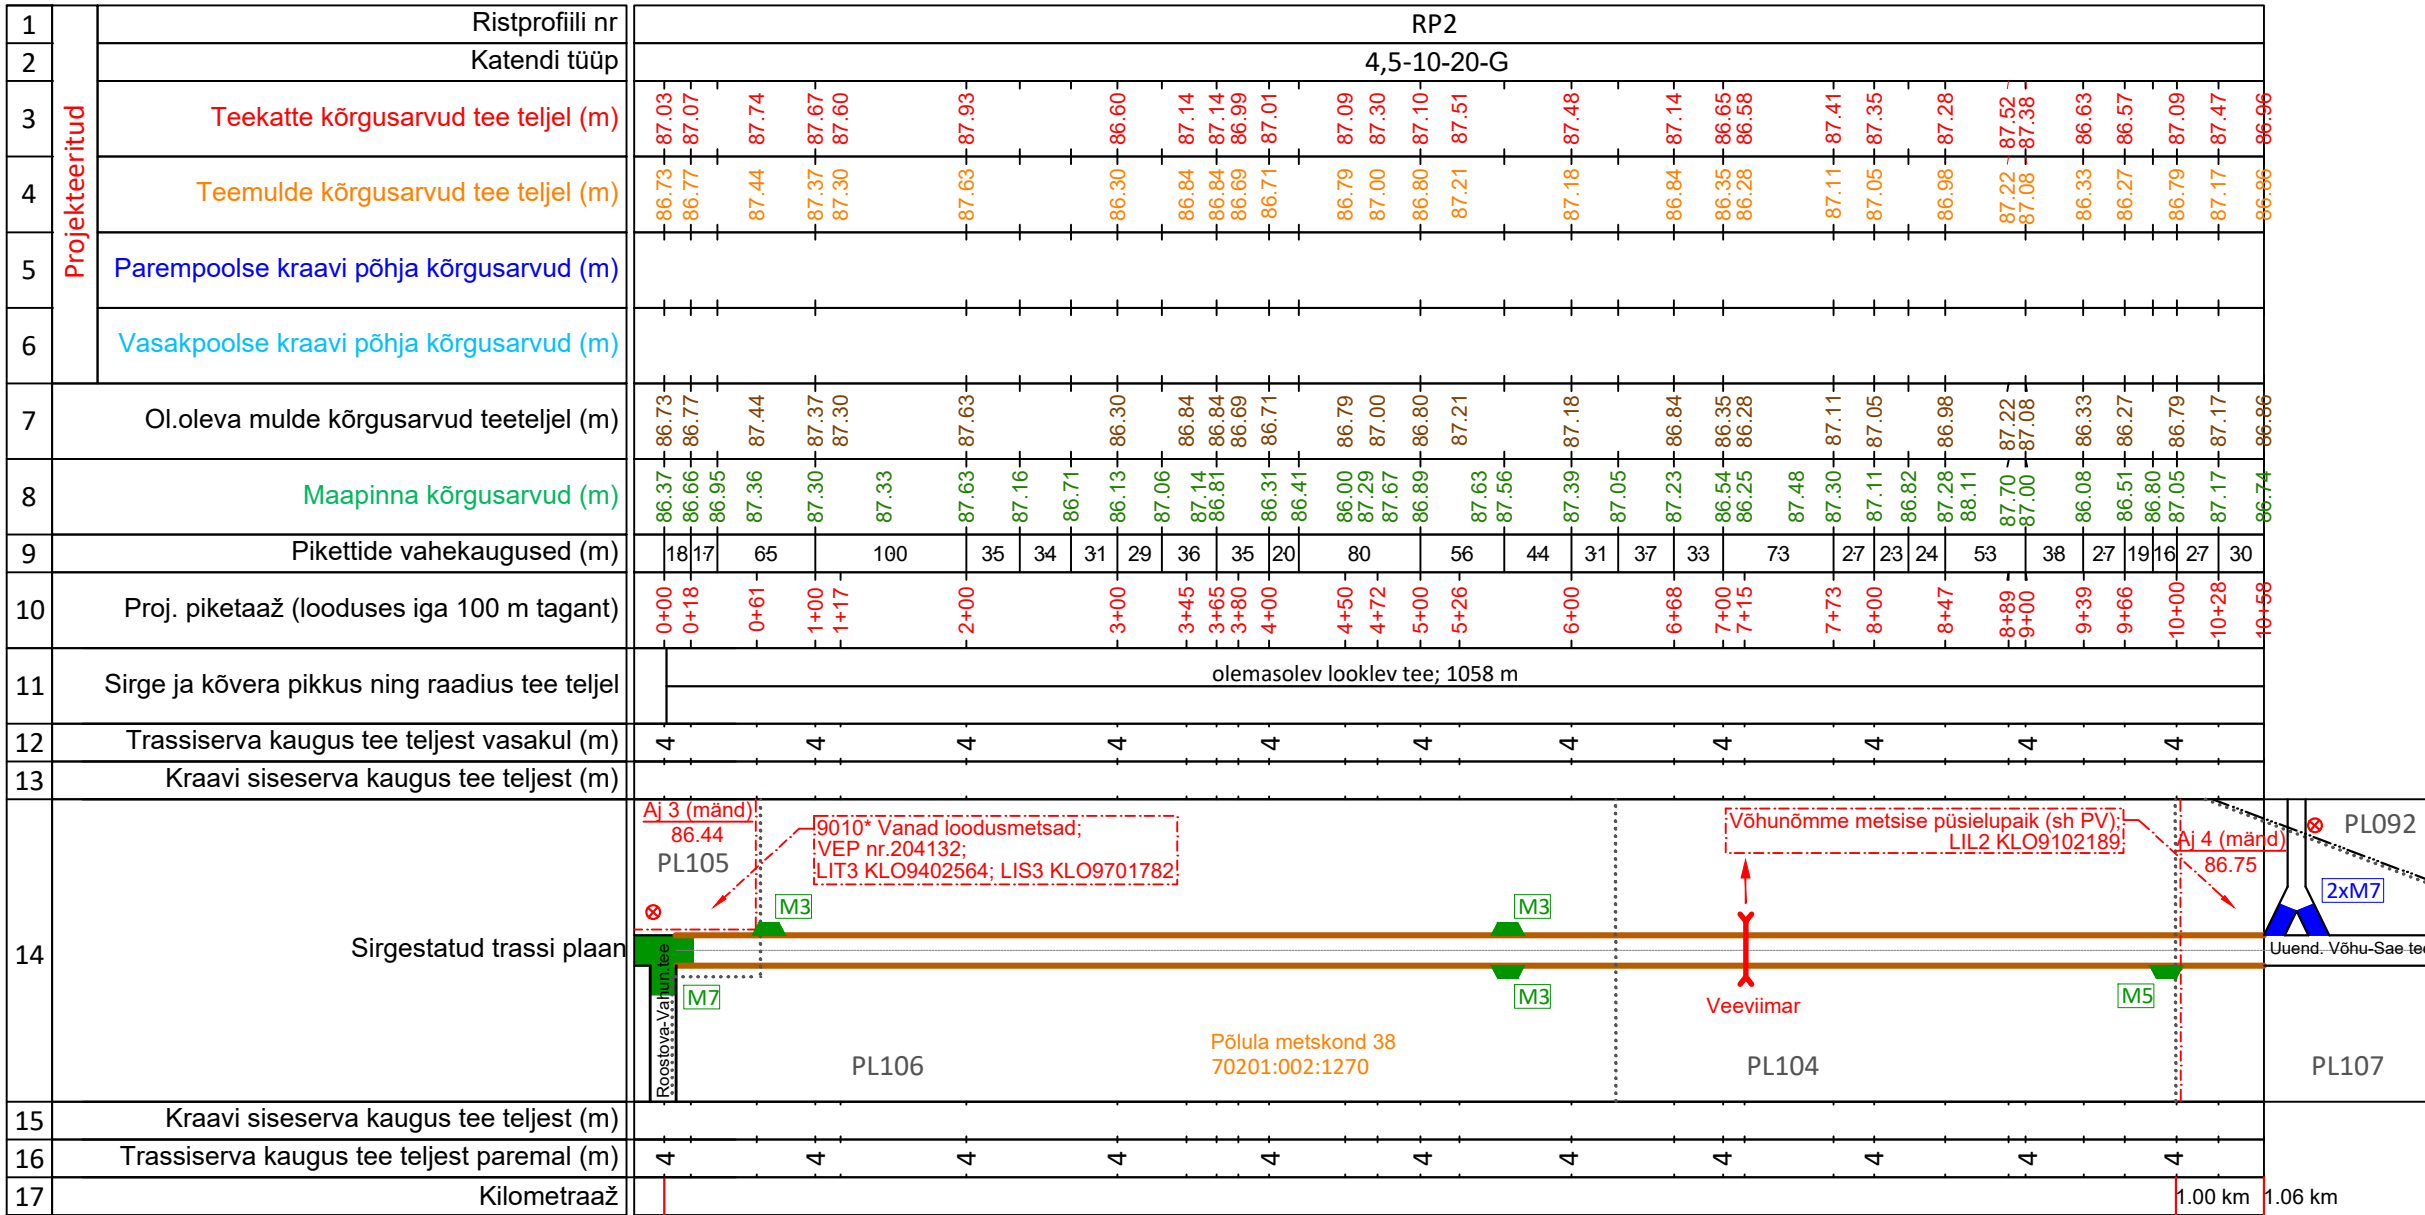 1 Ristprofiili nr RP2
2 Katendi tüüp 4,5-10-20-G
Projekteeritud
3 Teekatte kõrgusarvud tee teljel (m) 87.03 87.07 87.74 87.67 87.60 87.93 86.60 87.14 87.14 86.99 87.01 87.09 87.30 87.10 87.51 87.48 87.14 86.65 86.58 87.41 87.35 87.28 87.52 87.38 86.63 86.57 87.09 87.47 86.96
4 Teemulde kõrgusarvud tee teljel (m) 86.73 86.77 87.44 87.37 87.30 87.63 86.30 86.84 86.84 86.69 86.71 86.79 87.00 86.80 87.21 87.18 86.84 86.35 86.28 87.11 87.05 86.98 87.22 87.08 86.33 86.27 86.79 87.17 86.86
5 Parempoolse kraavi põhja kõrgusarvud (m)
6 Vasakpoolse kraavi põhja kõrgusarvud (m)
7 Ol.oleva mulde kõrgusarvud teeteljel (m) 86.73 86.77 87.44 87.37 87.30 87.63 86.30 86.84 86.84 86.69 86.71 86.79 87.00 86.80 87.21 87.18 86.84 86.35 86.28 87.11 87.05 86.98 87.22 87.08 86.33 86.27 86.79 87.17 86.86
8 Maapinna kõrgusarvud (m) 86.37 86.66 86.95 87.36 87.30 87.33 87.63 87.16 86.71 86.13 87.06 87.14 86.81 86.31 86.41 86.00 87.29 87.67 86.89 87.63 87.56 87.39 87.05 87.23 86.54 86.25 87.48 87.30 87.11 86.82 87.28 88.11 87.70 87.00 86.08 86.51 86.80 87.05 87.17 86.74
9 Pikettide vahekaugused (m) 18 17 65 100 35 34 31 29 36 35 20 80 56 44 31 37 33 73 27 23 24 53 38 27 19 16 27 30
10 Proj. piketaaž (looduses iga 100 m tagant) 0+00 0+18 0+61 1+00 1+17 2+00 3+00 3+45 3+65 3+80 4+00 4+50 4+72 5+00 5+26 6+00 6+68 7+00 7+15 7+73 8+00 8+47 8+89 9+00 9+39 9+66 10+00 10+28 10+58
11 Sirge ja kõvera pikkus ning raadius tee teljel olemasolev looklev tee; 1058 m
12 Trassiserva kaugus tee teljest vasakul (m) 4 4 4 4 4 4 4 4 4 4 4
13 Kraavi siseserva kaugus tee teljest (m)
14 Sirgestatud trassi plaan
Aj 3 (mänd)
86.44
PL105
9010* Vanad loodusmetsad;
VEP nr.204132;
LIT3 KLO9402564; LIS3 KLO9701782
Võhunõmme metsise püsielupaik (sh PV);
LIL2 KLO9102189
Aj 4 (mänd)
86.75
PL092
2xM7
M3
M3
Uuend. Võhu-Sae tee
Roostova-Vahun.tee
M7
M3
M5
Veeviimar
Põlula metskond 38
70201:002:1270
PL106
PL104
PL107
15 Kraavi siseserva kaugus tee teljest (m)
16 Trassiserva kaugus tee teljest paremal (m) 4 4 4 4 4 4 4 4 4 4 4
17 Kilometraaž 1.00 km 1.06 km